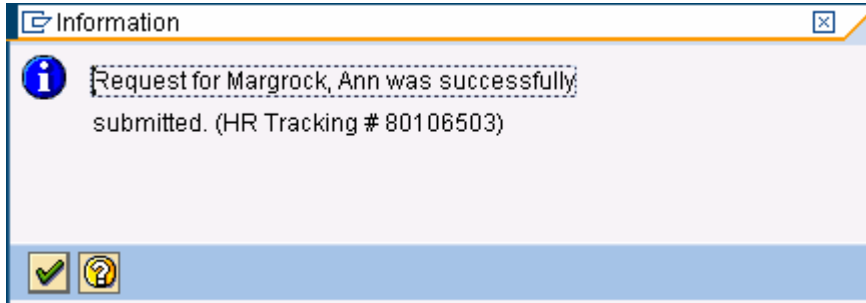 Information
Request for Margrock, Ann was successfully
submitted. (HR Tracking # 80106503)